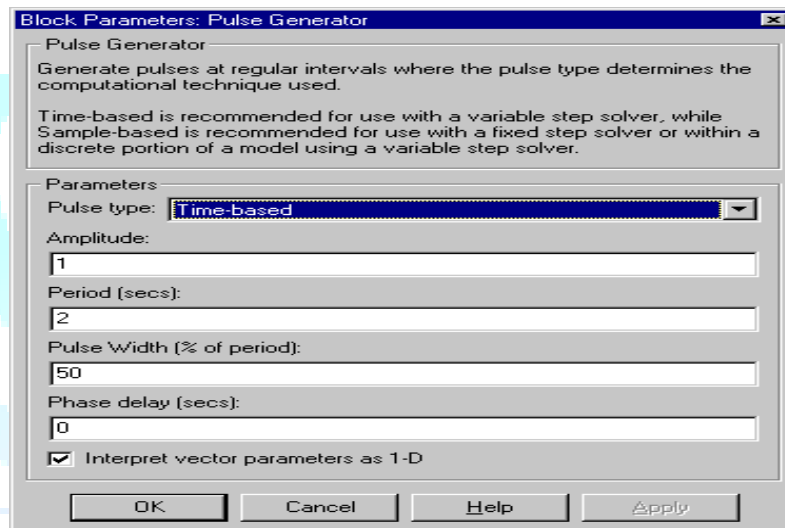 Block Parameters: Pulse Generator
Pulse Generator
Generate pulses at regular intervals where the pulse type determines the
computational technique used.
Time-based is recommended for use with a variable step solver, while
Sample-based is recommended for use with a fixed step solver or within a
discrete portion of a model using a variable step solver.
Parameters
Pulse type: Time-based
Amplitude:
1
Period (secs):
2
Pulse Width (% of period):
50
Phase delay (secs):
0
Interpret vector parameters as 1-D
OK Cancel Help Apply